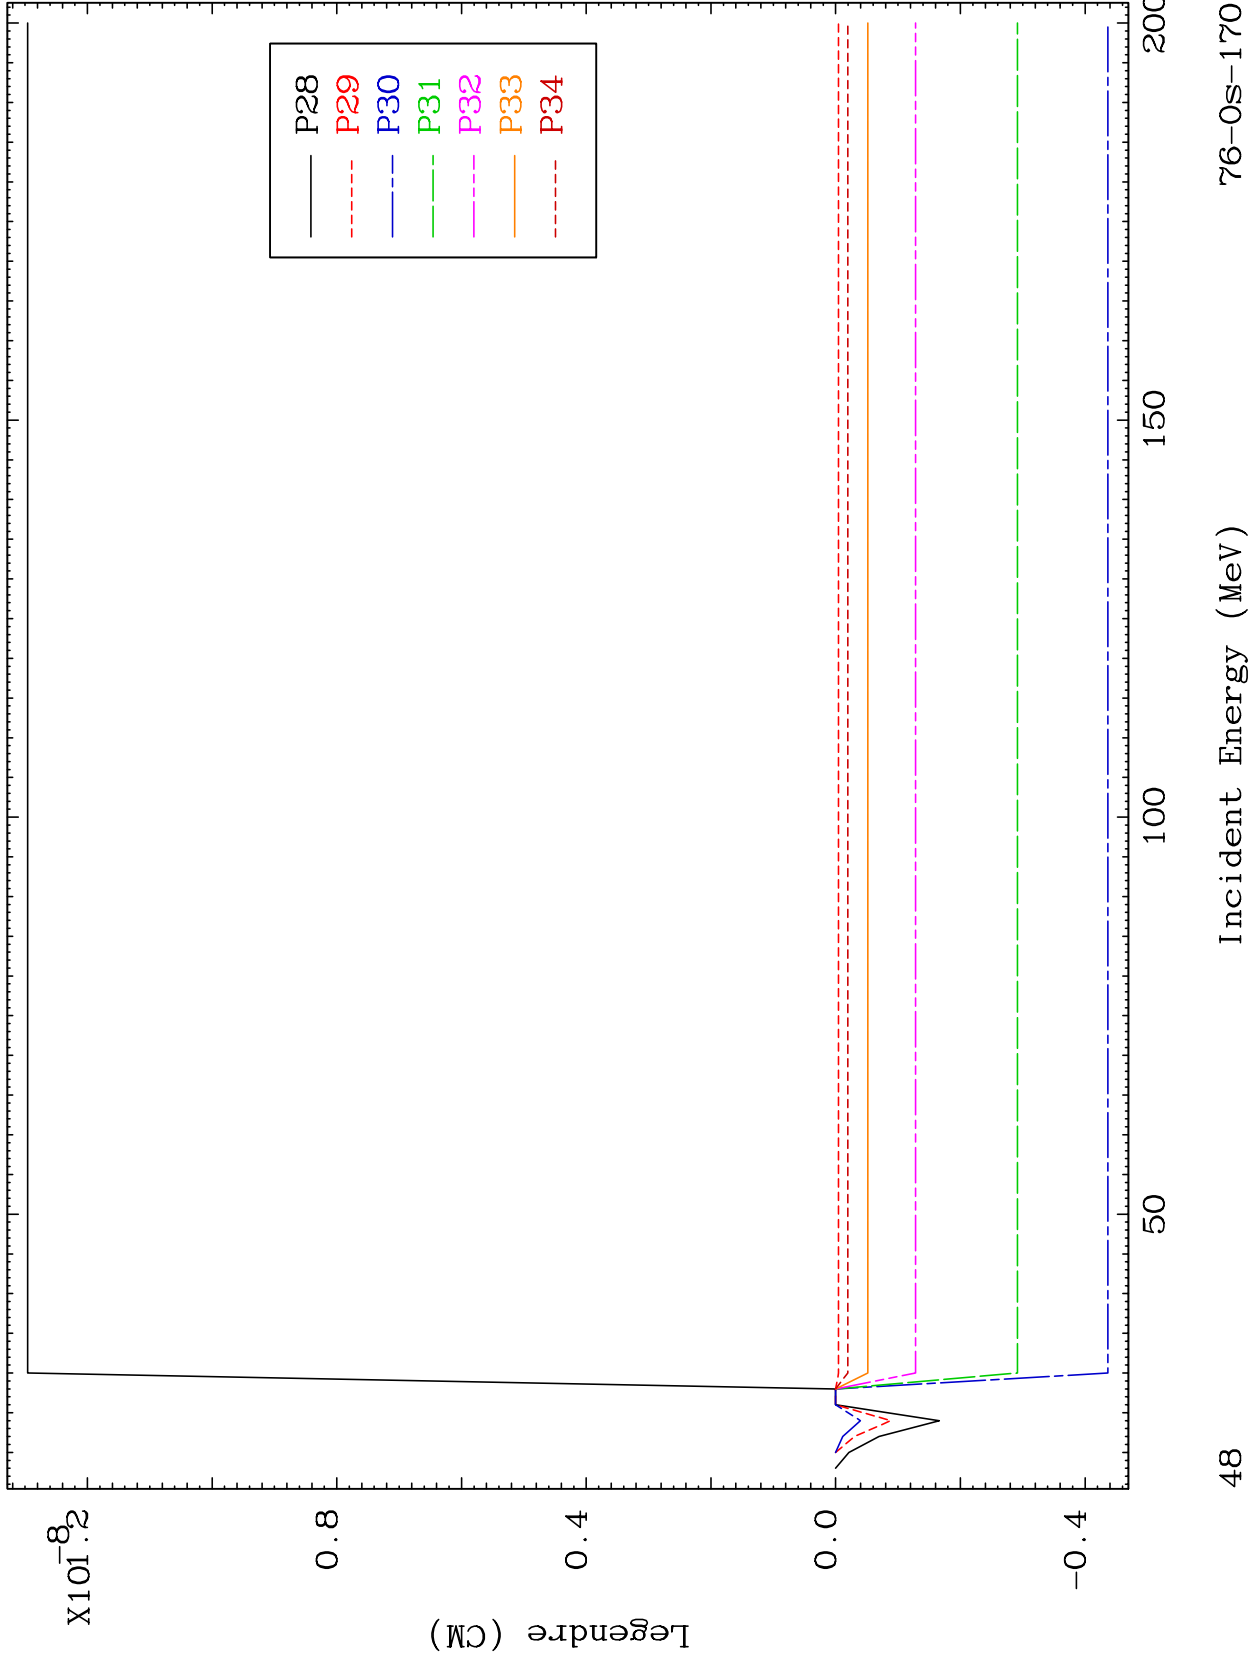 X10-8
1.2
0.8
0.4
0.0
-0.4
Legendre (CM)
P28
P29
P30
P31
P32
P33
P34
50
100
150
200
48
Incident Energy (MeV)
76-Os-170